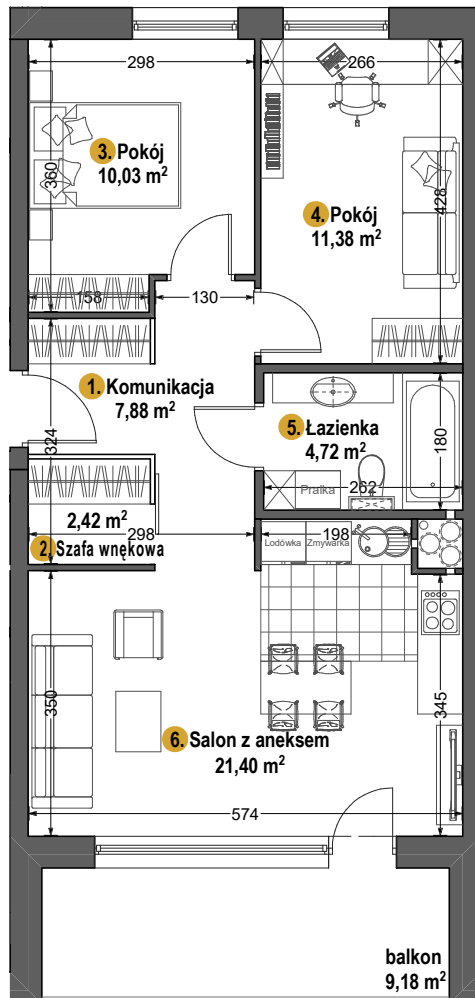 298
266
3. Pokój
10,03 m²
360
428
4. Pokój
11,38 m²
158
130
1. Komunikacja
7,88 m²
324
5. Łazienka
4,72 m²
180
262
Pralka
2,42 m²
298
2. Szafa wnękowa
198
Lodówka
Zmywarka
350
345
6. Salon z aneksem
21,40 m²
574
balkon
9,18 m²